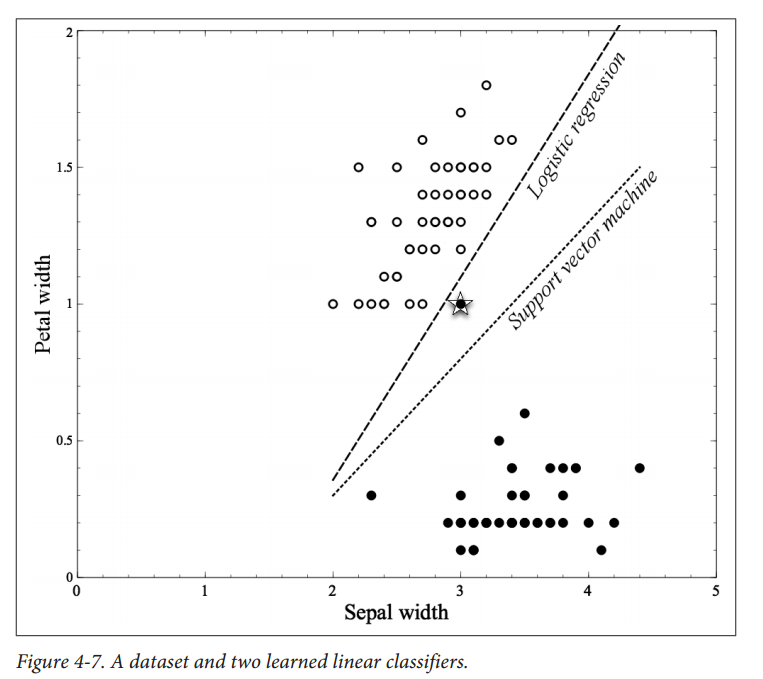 2
Logistic regression
1.5
Support vector machine
Petal width
1
0.5
0
0 1 2 3 4 5
Sepal width
Figure 4-7. A dataset and two learned linear classifiers.